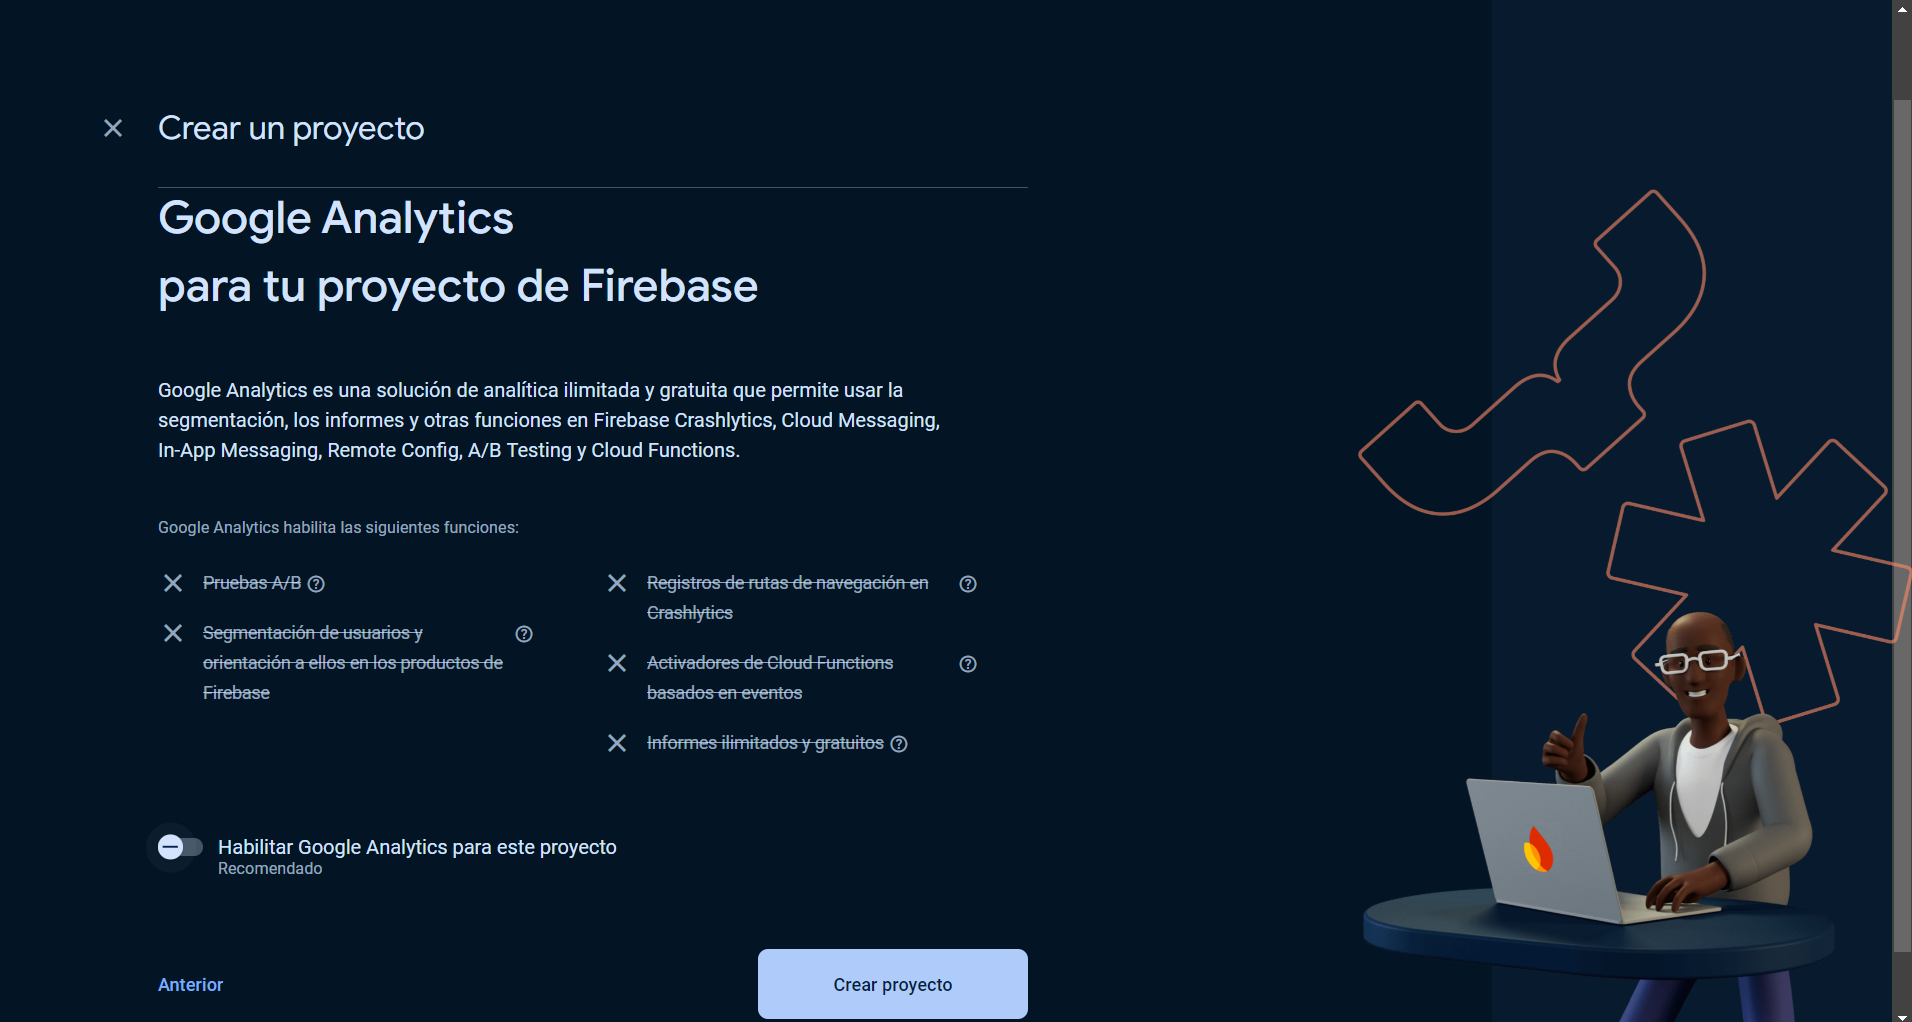 Crear un proyecto
Google Analytics
para tu proyecto de Firebase
Google Analytics es una solución de analítica ilimitada y gratuita que permite usar la
segmentación, los informes y otras funciones en Firebase Crashlytics, Cloud Messaging,
In-App Messaging, Remote Config, A/B Testing y Cloud Functions.
Google Analytics habilita las siguientes funciones:
Pruebas A/B
Segmentación de usuarios y
orientación a ellos en los productos de
Firebase
Registros de rutas de navegación en
Crashlytics
Activadores de Cloud Functions
basados en eventos
Informes ilimitados y gratuitos
Habilitar Google Analytics para este proyecto
Recomendado
Anterior
Crear proyecto